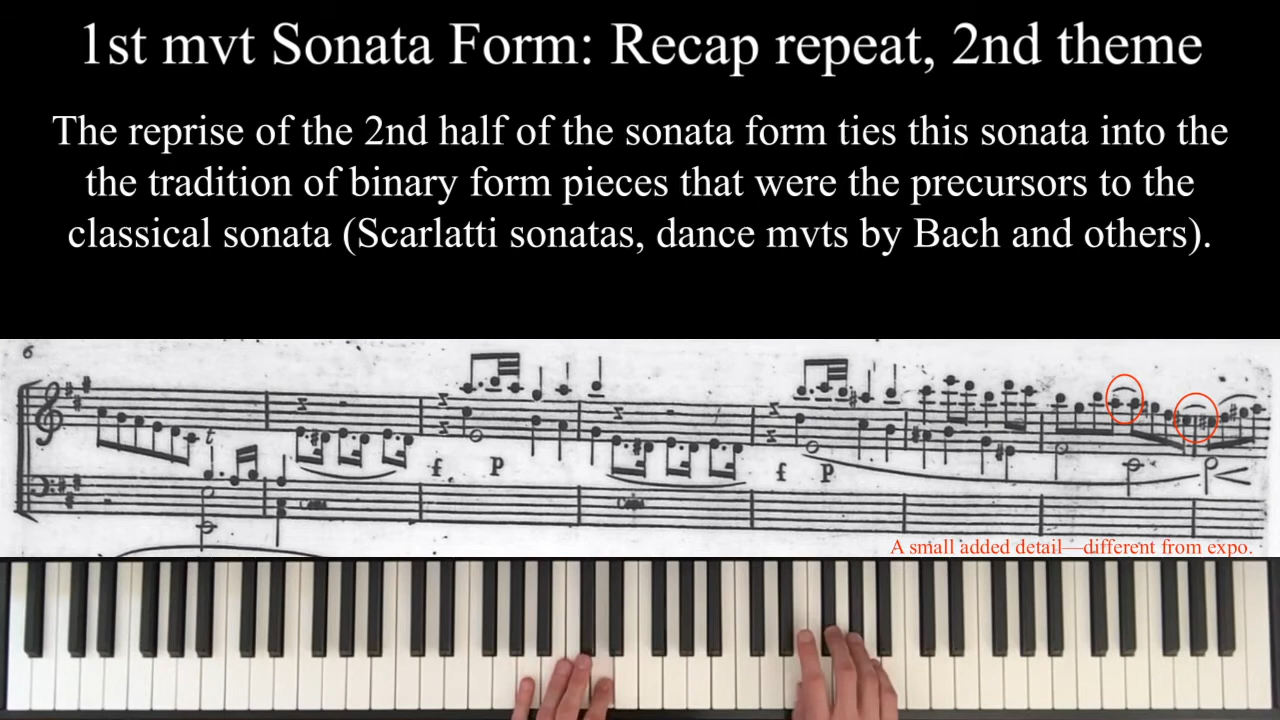 1st mvt Sonata Form: Recap repeat, 2nd theme
The reprise of the 2nd half of the sonata form ties this sonata into the
the tradition of binary form pieces that were the precursors to the
classical sonata (Scarlatti sonatas, dance mvts by Bach and others).
6
t
f p
f p
A small added detail—different from expo.